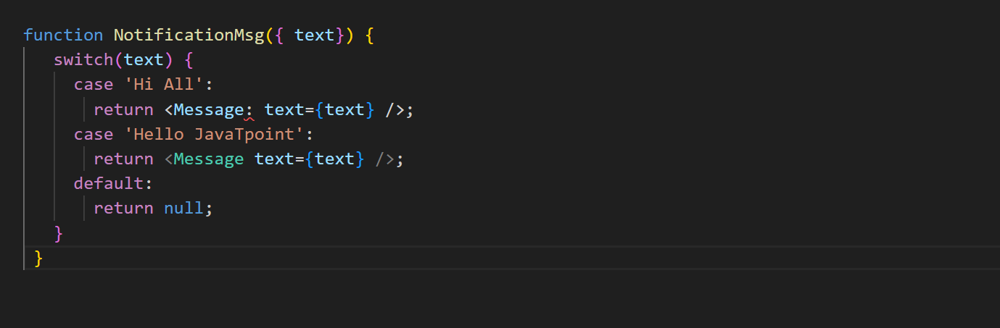 function NotificationMsg({ text}) {
switch(text) {
case 'Hi All':
return <Message: text={text} />;
case 'Hello JavaTpoint':
return <Message text={text} />;
default:
return null;
}
}